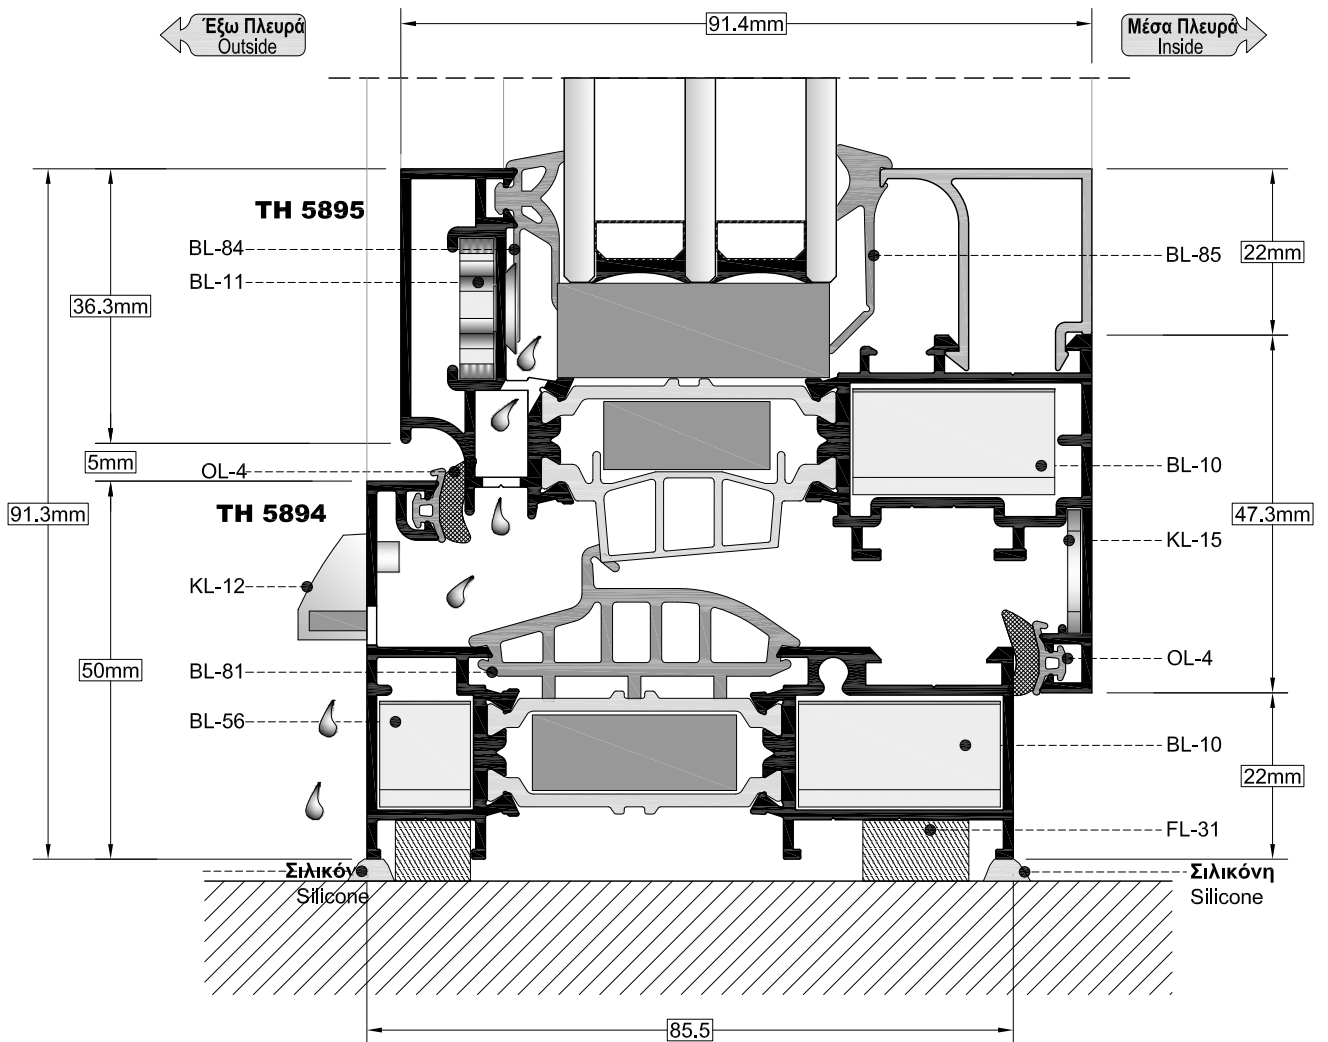 Έξω Πλευρά
Outside
91.4mm
Μέσα Πλευρά
Inside
TH 5895
BL-84
BL-11
BL-85
22mm
36.3mm
5mm
OL-4
BL-10
TH 5894
91.3mm
47.3mm
KL-15
KL-12
50mm
BL-81
OL-4
BL-56
BL-10
22mm
FL-31
Σιλικόν
Silicone
Σιλικόνη
Silicone
85.5